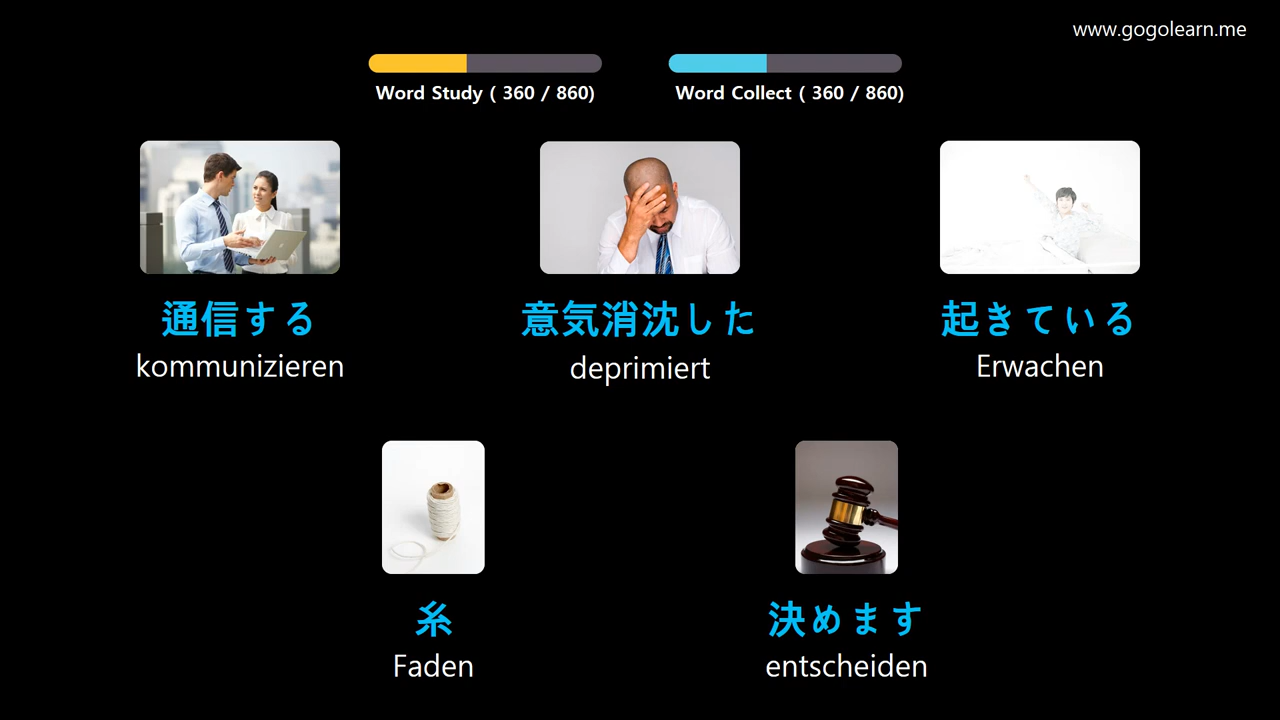 www.gogolearn.me
Word Study ( 360 / 860)
Word Collect ( 360 / 860)
通信する
kommunizieren
意気消沈した
deprimiert
起きている
Erwachen
糸
Faden
決めます
entscheiden